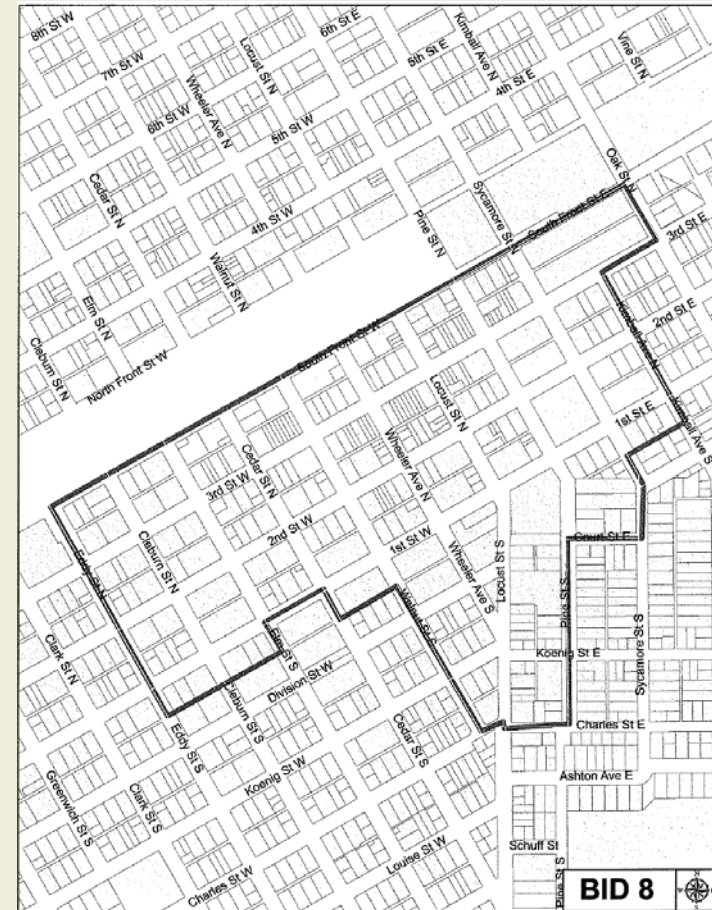 8th St W
6th St E
Kimball Ave N
Vine St N
7th St W
Locust St N
5th St E
4th St E
Wheeler Ave N
6th St W
5th St W
Oak St N
Cedar St N
4th St W
Pine St N
Sycamore St N
South Front St E
3rd St E
Walnut St N
Elm St N
Kimball Ave N
2nd St E
Cleburn St N
North Front St W
South Front St W
Locust St N
1st St E
Kimball Ave S
Cedar St N
Wheeler Ave N
3rd St W
2nd St W
1st St W
Eddy St N
Cleburn St N
Wheeler Ave S
Locust St S
Court St E
Pine St S
Walnut St S
Clark St N
Elm St S
Koenig St E
Sycamore St S
Division St W
Cleburn St S
Eddy St S
Cedar St S
Charles St E
Koenig St W
Ashton Ave E
Greenwich St S
Clark St S
Schuff St
Louise St W
Charles St W
Pine St S
BID 8